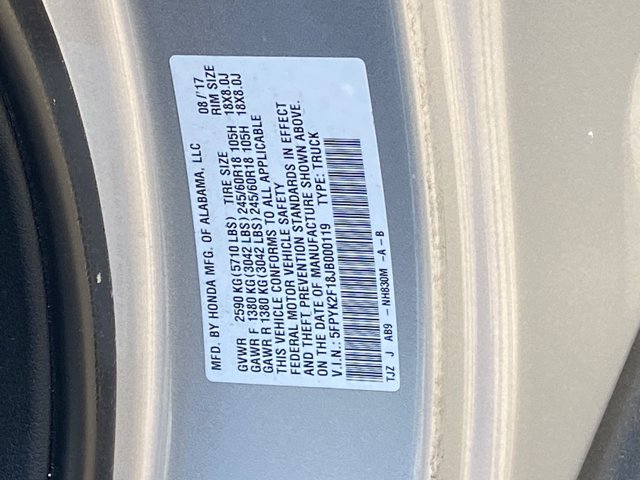 MFD. BY HONDA MFG. OF ALABAMA, LLC 08/'17
GVWR 2590 KG(5710 LBS) TIRE SIZE RIM SIZE
GAWR F 1380 KG(3042 LBS) 245/60R18 105H 18X8.0J
GAWR R 1380 KG(3042 LBS) 245/60R18 105H 18X8.0J
THIS VEHICLE CONFORMS TO ALL APPLICABLE
FEDERAL MOTOR VEHICLE SAFETY
AND THEFT PREVENTION STANDARDS IN EFFECT
ON THE DATE OF MANUFACTURE SHOWN ABOVE.
V.I.N.: 5FPYK2F18JB000119 TYPE: TRUCK
TJZ J AB9 - NH830M -A -B